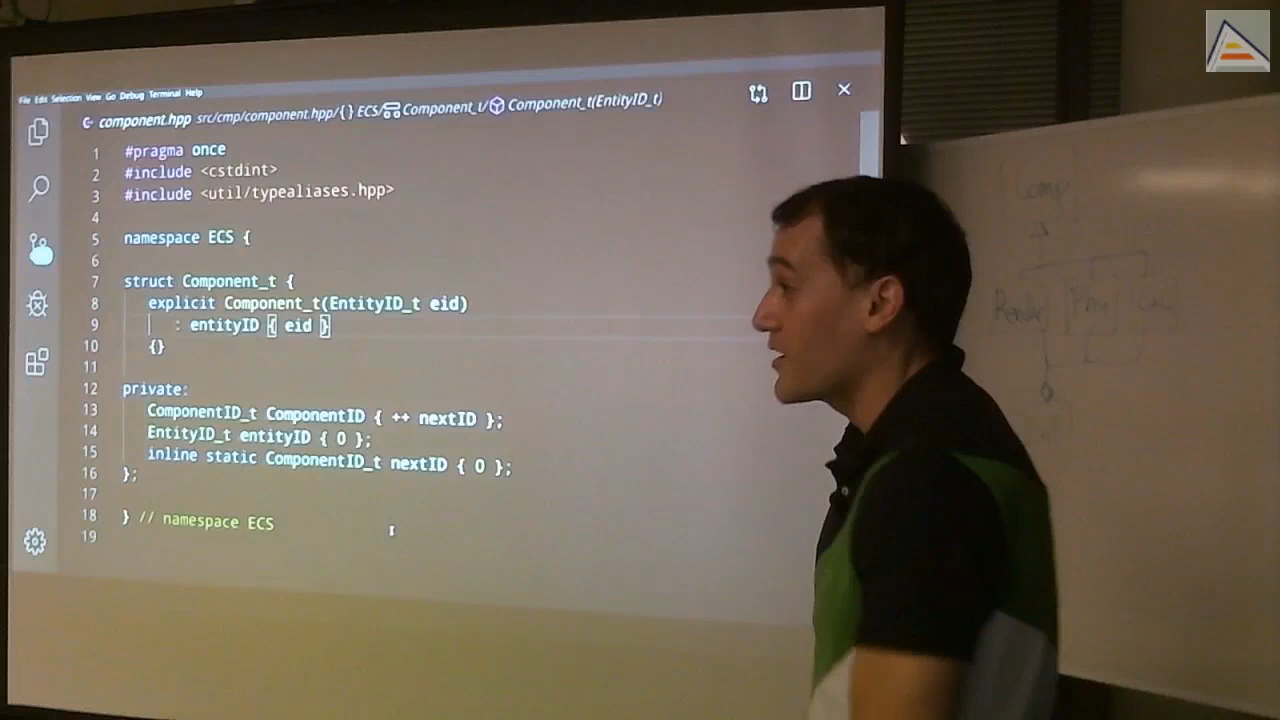 File Edit Selection View Go Debug Terminal Help
component.hpp src/cmp/component.hpp/{} ECS/Component_t/Component_t(EntityID_t)
1 #pragma once
2 #include <cstdint>
3 #include <util/typealiases.hpp>
4
5 namespace ECS {
6
7 struct Component_t {
8 explicit Component_t(EntityID_t eid)
9 : entityID { eid }
10 {}
11
12 private:
13 ComponentID_t ComponentID { ++ nextID };
14 EntityID_t entityID { 0 };
15 inline static ComponentID_t nextID { 0 };
16 };
17
18 } // namespace ECS
19
Comp
Render